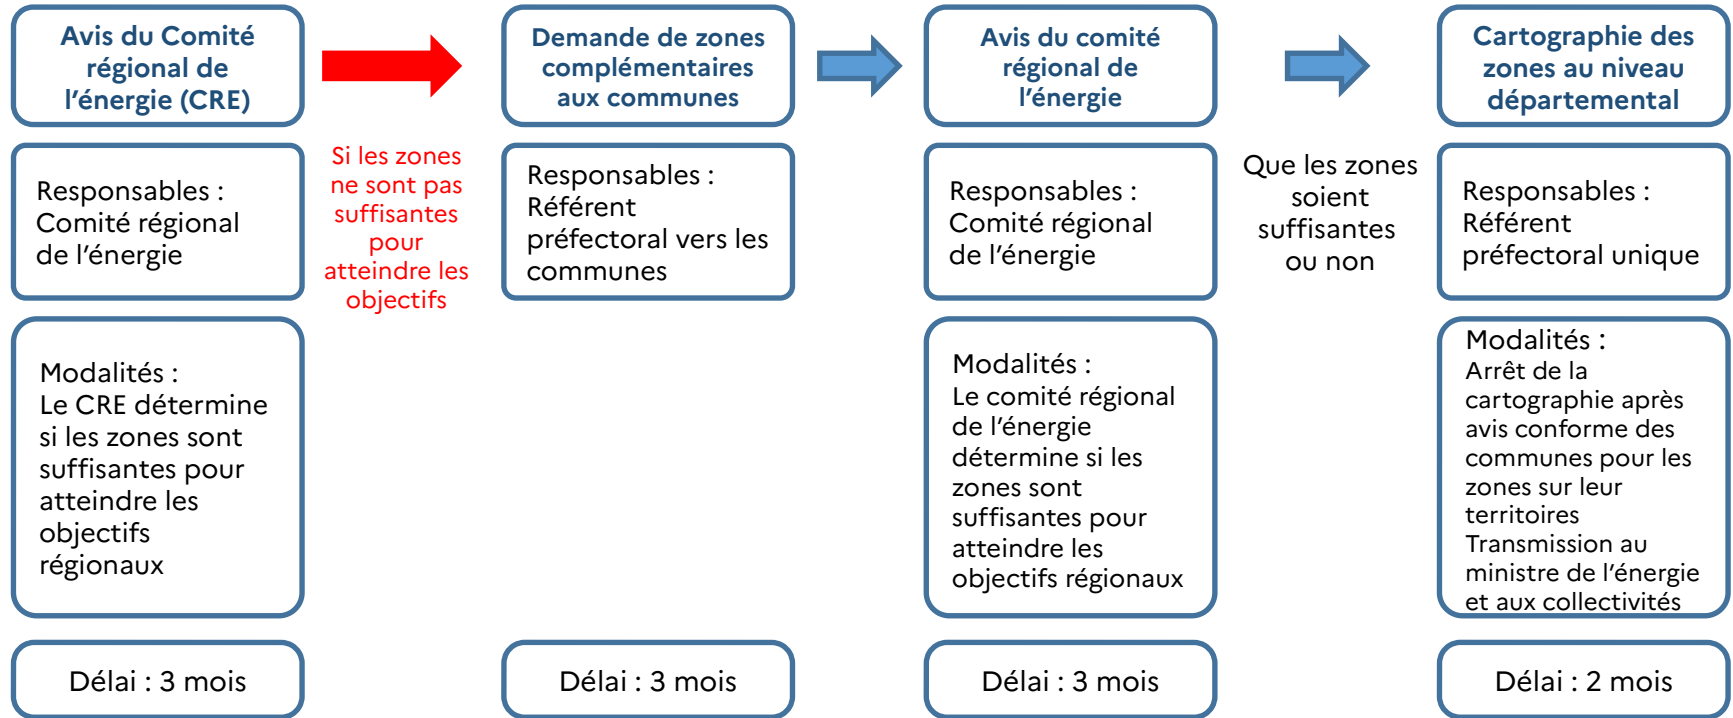 Avis du Comité
régional de
l'énergie (CRE)
Responsables :
Comité régional
de l'énergie
Modalités :
Le CRE détermine
si les zones sont
suffisantes pour
atteindre les
objectifs
régionaux
Délai : 3 mois
Si les zones
ne sont pas
suffisantes
pour
atteindre les
objectifs
Demande de zones
complémentaires
aux communes
Responsables :
Référent
préfectoral vers les
communes
Délai : 3 mois
Avis du comité
régional de
l'énergie
Responsables :
Comité régional
de l'énergie
Modalités :
Le comité régional
de l'énergie
détermine si les
zones sont
suffisantes pour
atteindre les
objectifs régionaux
Délai : 3 mois
Que les zones
soient
suffisantes
ou non
Cartographie des
zones au niveau
départemental
Responsables :
Référent
préfectoral unique
Modalités :
Arrêt de la
cartographie après
avis conforme des
communes pour les
zones sur leur
territoires
Transmission au
ministre de l'énergie
et aux collectivités
Délai : 2 mois